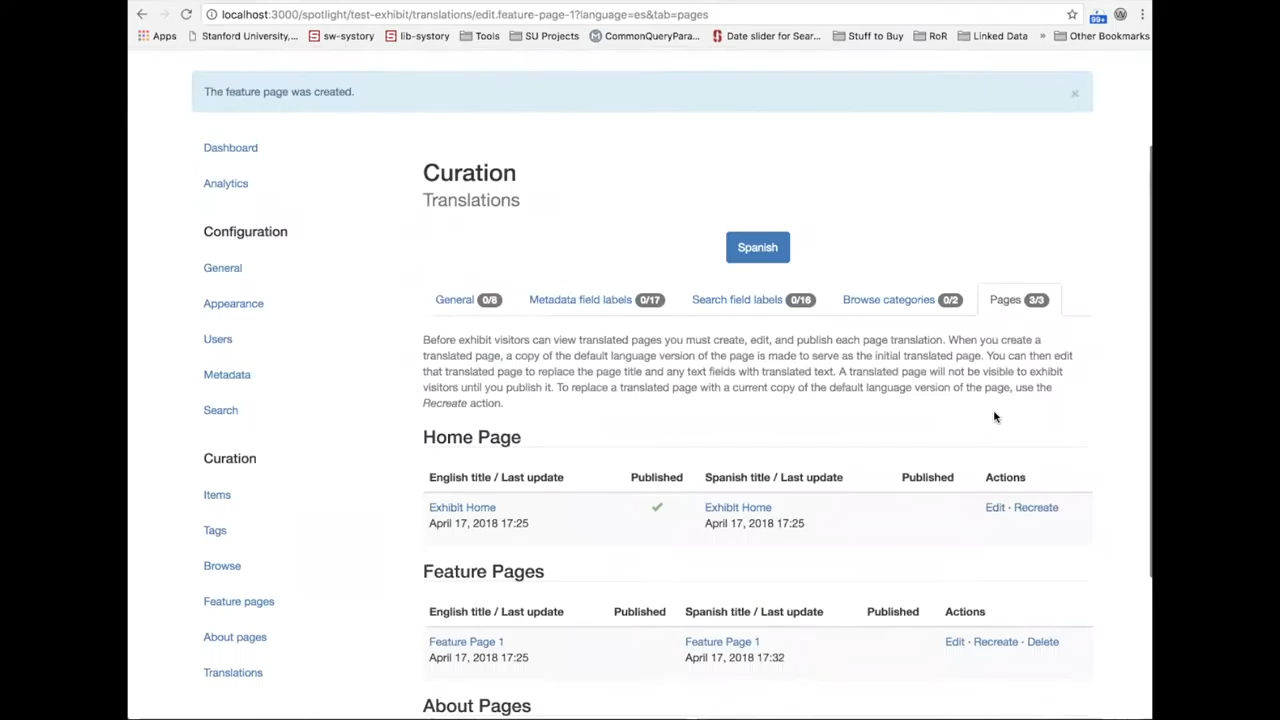 localhost:3000/spotlight/test-exhibit/translations/edit.feature-page-1?language=es&tab=pages
99+
Apps Stanford University,... sw-systory lib-systory Tools SU Projects CommonQueryPara... Date slider for Sear... Stuff to Buy RoR Linked Data » Other Bookmarks
The feature page was created. ×
Dashboard
Analytics
Configuration
General
Appearance
Users
Metadata
Search
Curation
Items
Tags
Browse
Feature pages
About pages
Translations
Curation
Translations
Spanish
General 0/8 Metadata field labels 0/17 Search field labels 0/16 Browse categories 0/2 Pages 3/3
Before exhibit visitors can view translated pages you must create, edit, and publish each page translation. When you create a
translated page, a copy of the default language version of the page is made to serve as the initial translated page. You can then edit
that translated page to replace the page title and any text fields with translated text. A translated page will not be visible to exhibit
visitors until you publish it. To replace a translated page with a current copy of the default language version of the page, use the
Recreate action.
Home Page
English title / Last update Published Spanish title / Last update Published Actions
Exhibit Home ✓ Exhibit Home Edit · Recreate
April 17, 2018 17:25 April 17, 2018 17:25
Feature Pages
English title / Last update Published Spanish title / Last update Published Actions
Feature Page 1 Feature Page 1 Edit · Recreate · Delete
April 17, 2018 17:25 April 17, 2018 17:32
About Pages